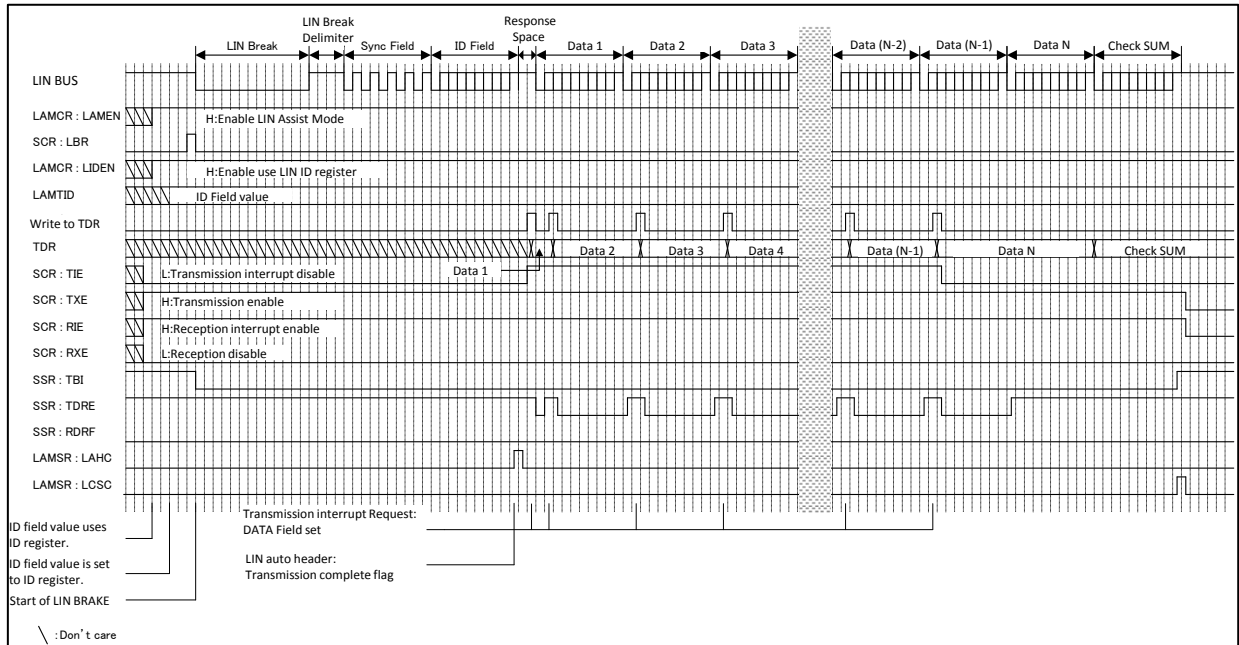 LIN Break
LIN Break
Delimiter
Sync Field
ID Field
Response
Space
Data 1
Data 2
Data 3
Data (N-2)
Data (N-1)
Data N
Check SUM
LIN BUS
LAMCR : LAMEN
H:Enable LIN Assist Mode
SCR : LBR
LAMCR : LIDEN
H:Enable use LIN ID register
LAMTID
ID Field value
Write to TDR
TDR
Data 2
Data 3
Data 4
Data (N-1)
Data N
Check SUM
SCR : TIE
L:Transmission interrupt disable
Data 1
SCR : TXE
H:Transmission enable
SCR : RIE
H:Reception interrupt enable
SCR : RXE
L:Reception disable
SSR : TBI
SSR : TDRE
SSR : RDRF
LAMSR : LAHC
LAMSR : LCSC
ID field value uses
ID register.
Transmission interrupt Request:
DATA Field set
ID field value is set
to ID register.
LIN auto header:
Transmission complete flag
Start of LIN BRAKE
:Don't care